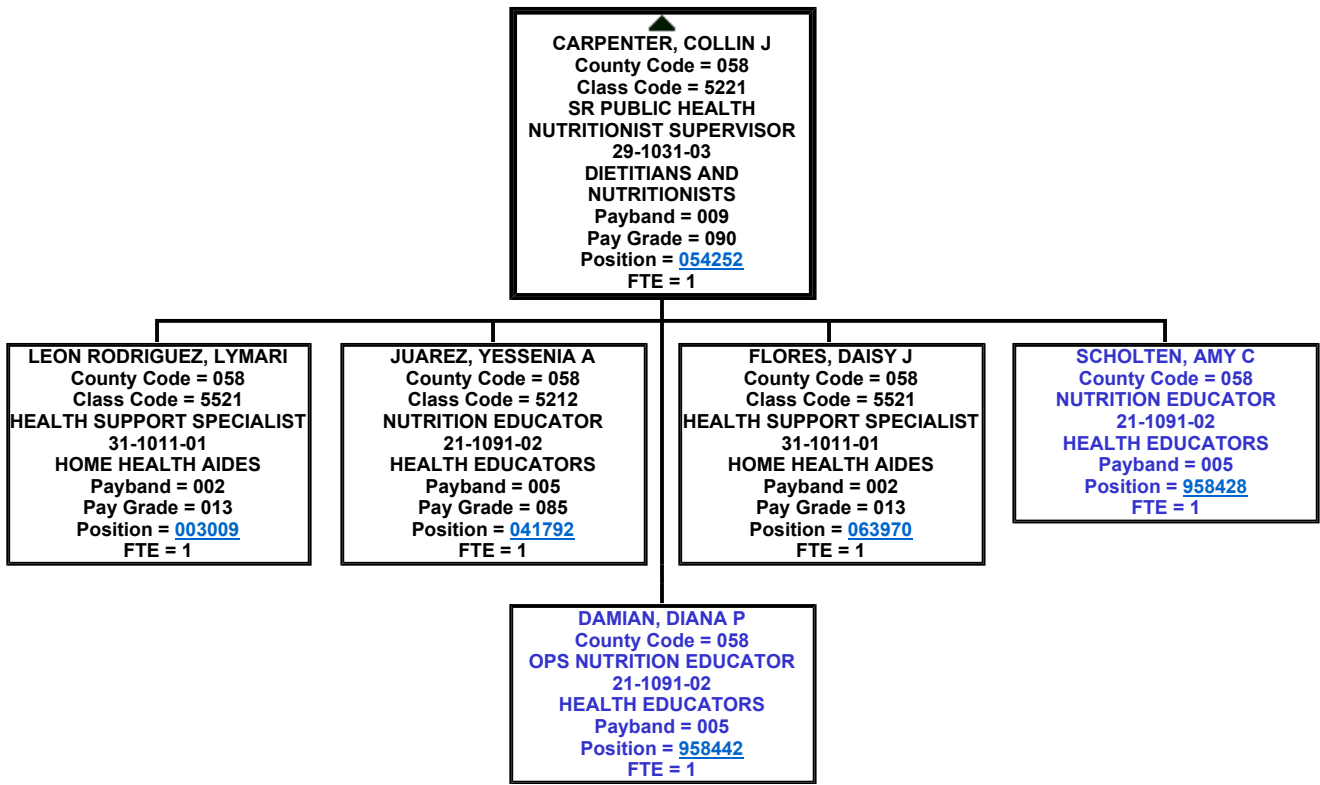 CARPENTER, COLLIN J
County Code = 058
Class Code = 5221
SR PUBLIC HEALTH
NUTRITIONIST SUPERVISOR
29-1031-03
DIETITIANS AND
NUTRITIONISTS
Payband = 009
Pay Grade = 090
Position = 054252
FTE = 1
LEON RODRIGUEZ, LYMARI
County Code = 058
Class Code = 5521
HEALTH SUPPORT SPECIALIST
31-1011-01
HOME HEALTH AIDES
Payband = 002
Pay Grade = 013
Position = 003009
FTE = 1
JUAREZ, YESSENIA A
County Code = 058
Class Code = 5212
NUTRITION EDUCATOR
21-1091-02
HEALTH EDUCATORS
Payband = 005
Pay Grade = 085
Position = 041792
FTE = 1
FLORES, DAISY J
County Code = 058
Class Code = 5521
HEALTH SUPPORT SPECIALIST
31-1011-01
HOME HEALTH AIDES
Payband = 002
Pay Grade = 013
Position = 063970
FTE = 1
SCHOLTEN, AMY C
County Code = 058
NUTRITION EDUCATOR
21-1091-02
HEALTH EDUCATORS
Payband = 005
Position = 958428
FTE = 1
DAMIAN, DIANA P
County Code = 058
OPS NUTRITION EDUCATOR
21-1091-02
HEALTH EDUCATORS
Payband = 005
Position = 958442
FTE = 1